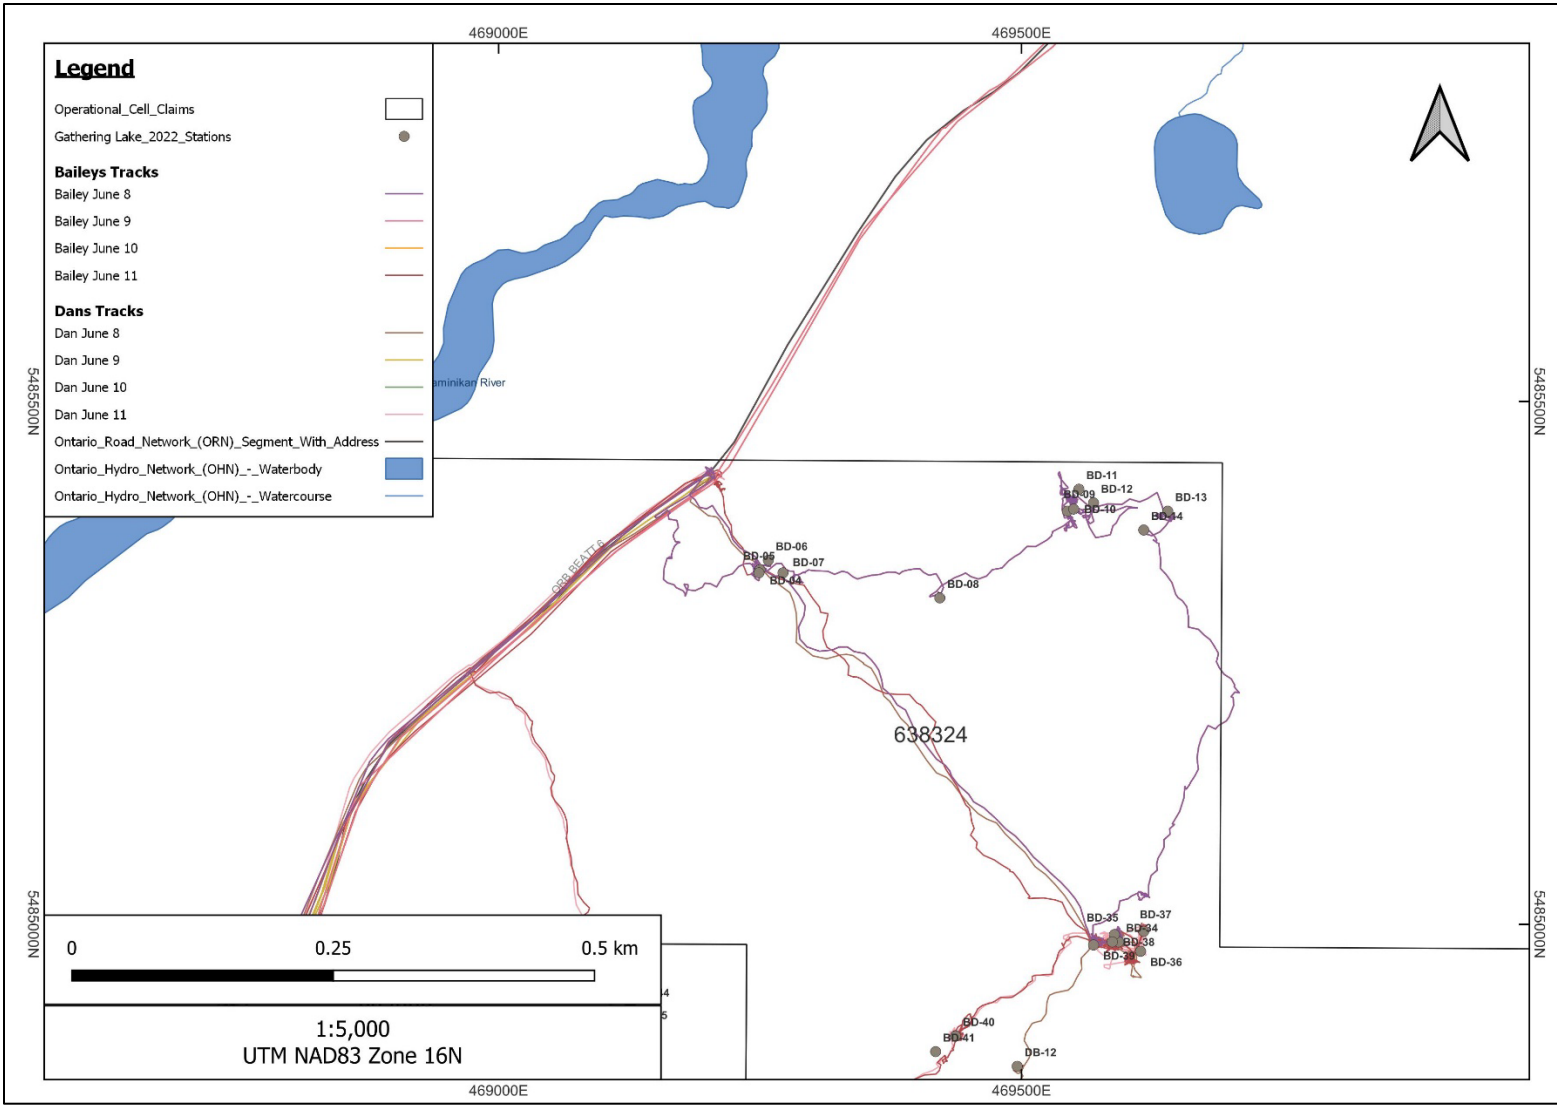 469000E
469500E
Legend
Operational_Cell_Claims
Gathering Lake_2022_Stations
Baileys Tracks
Bailey June 8
Bailey June 9
Bailey June 10
Bailey June 11
Dans Tracks
Dan June 8
Dan June 9
Dan June 10
Dan June 11
Ontario_Road_Network_(ORN)_Segment_With_Address
Ontario_Hydro_Network_(OHN)_-_Waterbody
Ontario_Hydro_Network_(OHN)_-_Watercourse
aminikan River
5485500N
5485500N
BD-11
BD-09
BD-12
BD-13
BD-10
BD-14
BD-06
BD-05
BD-07
BD-04
BD-08
638324
5485000N
5485000N
BD-35
BD-37
BD-34
BD-38
BD-39
BD-36
BD-40
BD-41
DB-12
0
0.25
0.5 km
4
5
1:5,000
UTM NAD83 Zone 16N
469000E
469500E